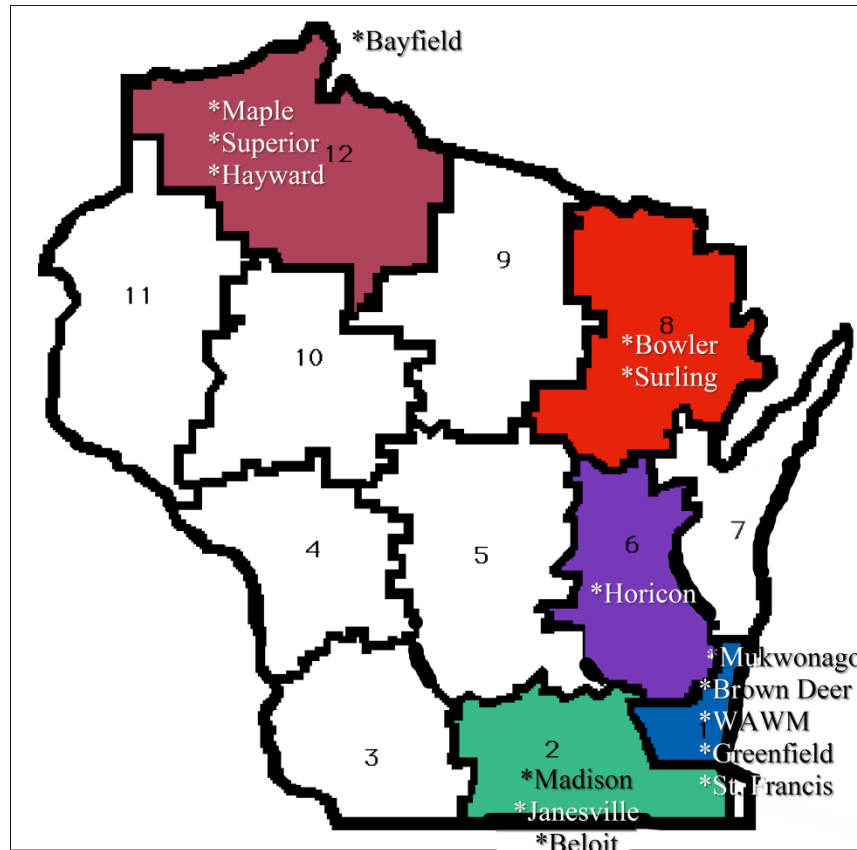 *Bayfield
*Maple
*Superior
12
*Hayward
9
11
8
*Bowler
*Surling
10
7
6
4
5
*Horicon
*Mukwonago
*Brown Deer
*WAWM
1
2
3
*Greenfield
*Madison
*St. Francis
*Janesville
*Beloit